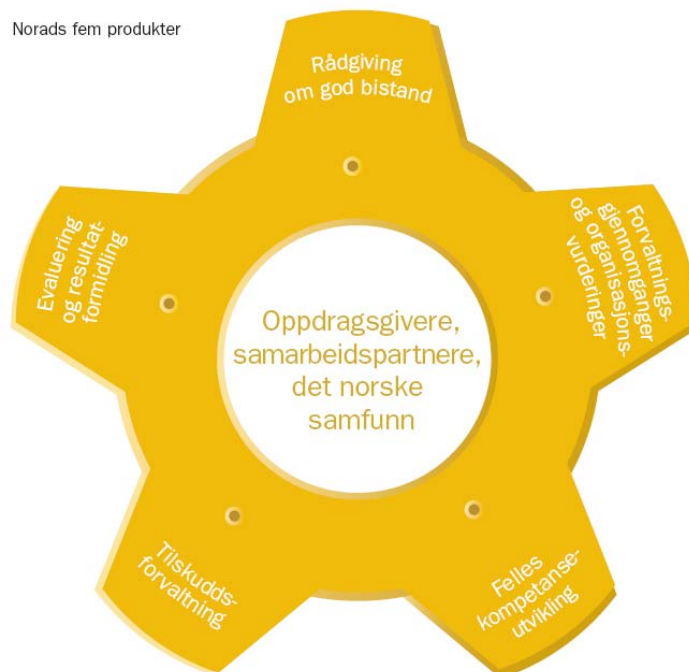 Norads fem produkter
Rådgiving
om god bistand
Forvaltnings-
gjennomganger
og organisasjons-
vurderinger
Felles
kompetanse-
utvikling
Tilskudds-
forvaltning
Evaluering
og resultat-
formidling
Oppdragsgivere,
samarbeidspartnere,
det norske
samfunn